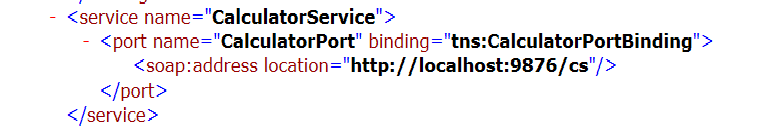 - <service name="CalculatorService">
- <port name="CalculatorPort" binding="tns:CalculatorPortBinding">
<soap:address location="http://localhost:9876/cs"/>
</port>
</service>